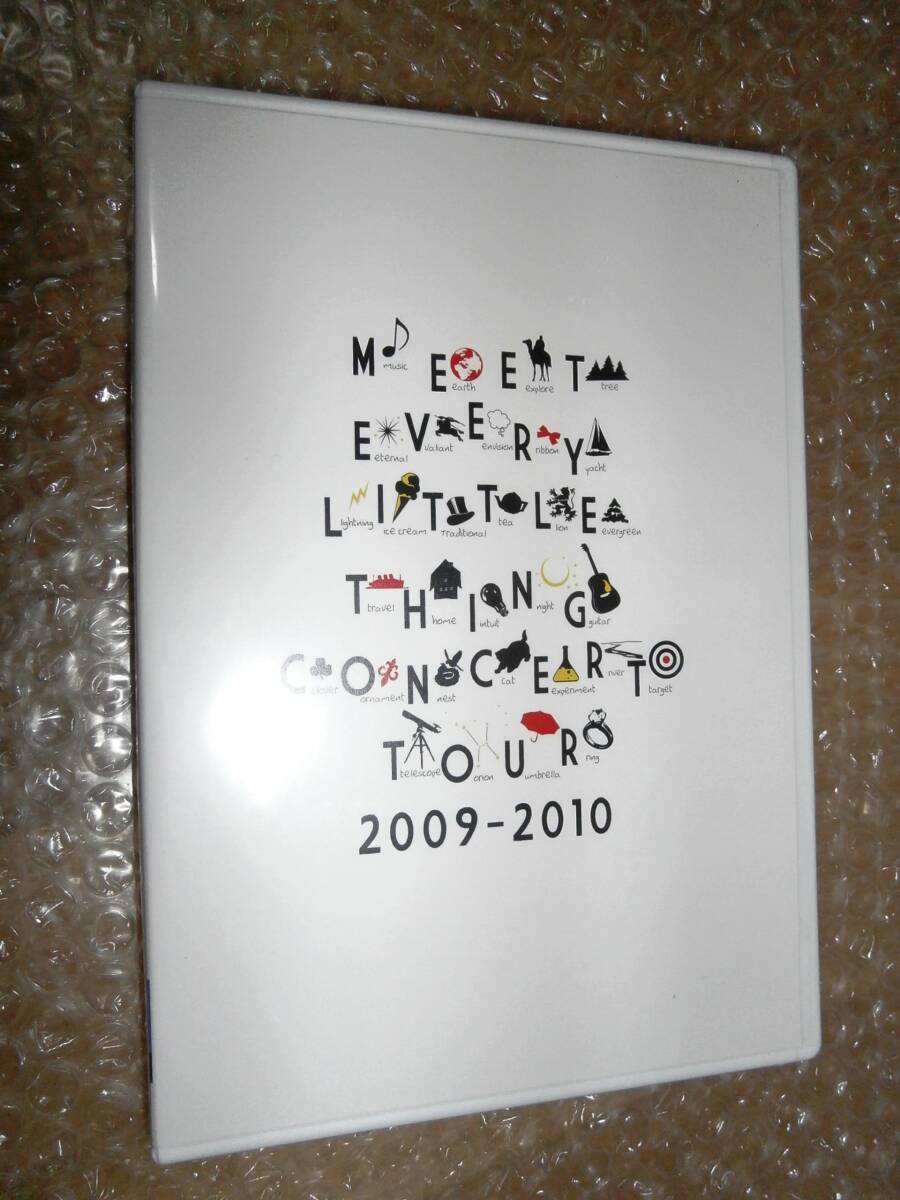 MEET
music earth explore tree
EVERY
eternal valiant envision ribbon yacht
LITTLE
lightning ice cream Traditional tea lion evergreen
THING
travel home intuit night guitar
CONCERT
clover ornament nest cat experiment river target
TOUR
telescope orion umbrella ring
2009-2010